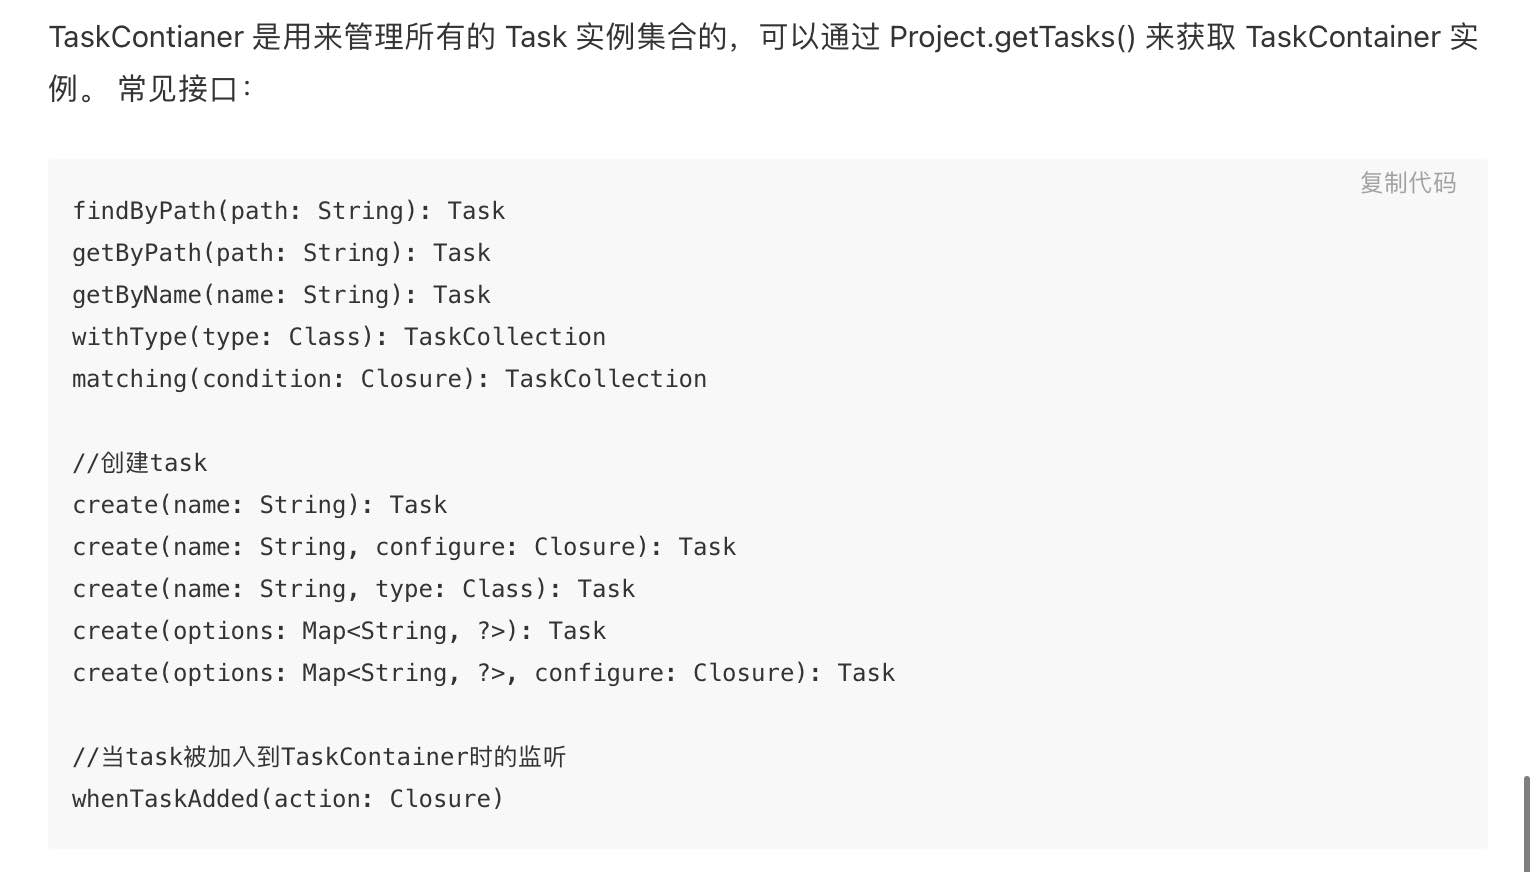 TaskContianer 是用来管理所有的 Task 实例集合的，可以通过 Project.getTasks() 来获取 TaskContainer 实
例。 常见接口：
复制代码
findByPath(path: String): Task
getByPath(path: String): Task
getByName(name: String): Task
withType(type: Class): TaskCollection
matching(condition: Closure): TaskCollection
//创建task
create(name: String): Task
create(name: String, configure: Closure): Task
create(name: String, type: Class): Task
create(options: Map<String, ?>): Task
create(options: Map<String, ?>, configure: Closure): Task
//当task被加入到TaskContainer时的监听
whenTaskAdded(action: Closure)